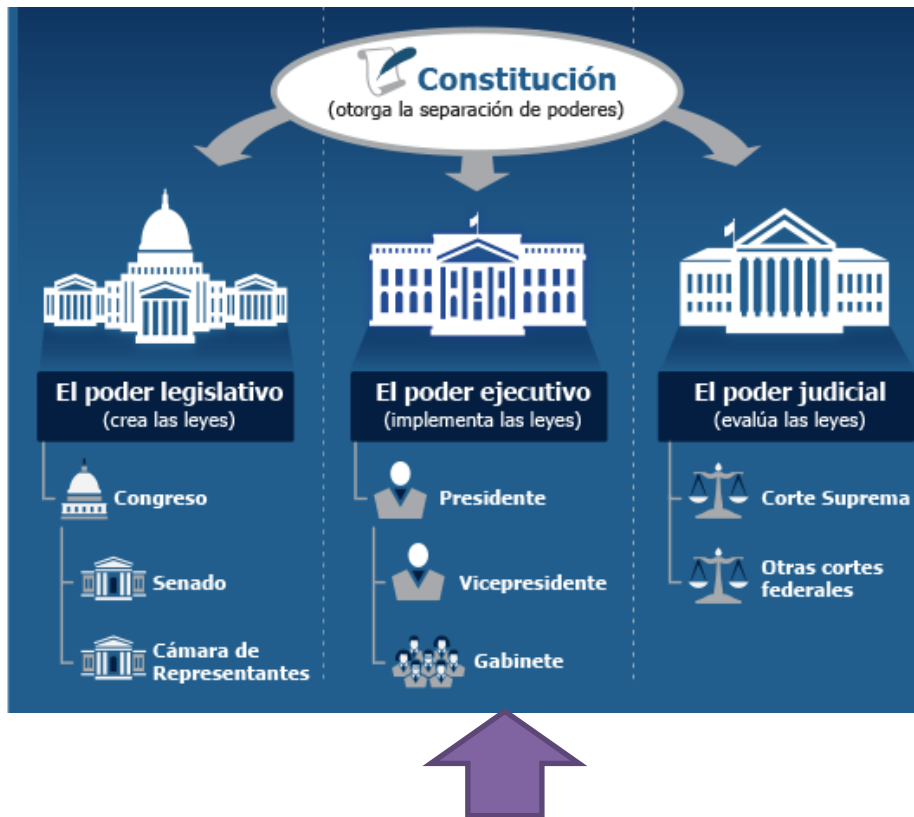 Constitución
(otorga la separación de poderes)
El poder legislativo
(crea las leyes)
Congreso
Senado
Cámara de
Representantes
El poder ejecutivo
(implementa las leyes)
Presidente
Vicepresidente
Gabinete
El poder judicial
(evalúa las leyes)
Corte Suprema
Otras cortes
federales